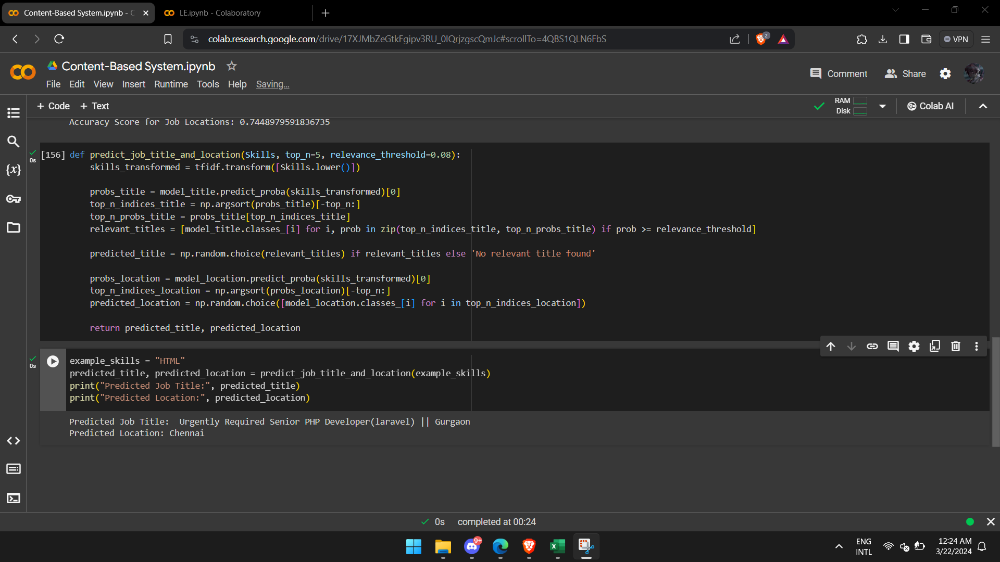 Content-Based System.ipynb - C
LE.ipynb - Colaboratory
colab.research.google.com/drive/17XJMbZeGtkFgipv3RU_0IQrjzgscQmJc#scrollTo=4QBS1QLN6FbS
2
VPN
Content-Based System.ipynb
File Edit View Insert Runtime Tools Help Saving...
Comment
Share
+ Code + Text
RAM
Disk
Colab AI
Accuracy Score for Job Locations: 0.7448979591836735
0s
[156] def predict_job_title_and_location(Skills, top_n=5, relevance_threshold=0.08):
skills_transformed = tfidf.transform([Skills.lower()])
probs_title = model_title.predict_proba(skills_transformed)[0]
top_n_indices_title = np.argsort(probs_title)[-top_n:]
top_n_probs_title = probs_title[top_n_indices_title]
relevant_titles = [model_title.classes_[i] for i, prob in zip(top_n_indices_title, top_n_probs_title) if prob >= relevance_threshold]
predicted_title = np.random.choice(relevant_titles) if relevant_titles else 'No relevant title found'
probs_location = model_location.predict_proba(skills_transformed)[0]
top_n_indices_location = np.argsort(probs_location)[-top_n:]
predicted_location = np.random.choice([model_location.classes_[i] for i in top_n_indices_location])
return predicted_title, predicted_location
0s
example_skills = "HTML"
predicted_title, predicted_location = predict_job_title_and_location(example_skills)
print("Predicted Job Title:", predicted_title)
print("Predicted Location:", predicted_location)
Predicted Job Title:  Urgently Required Senior PHP Developer(laravel) || Gurgaon
Predicted Location: Chennai
{x}
0s completed at 00:24
9+
ENG
INTL
12:24 AM
3/22/2024